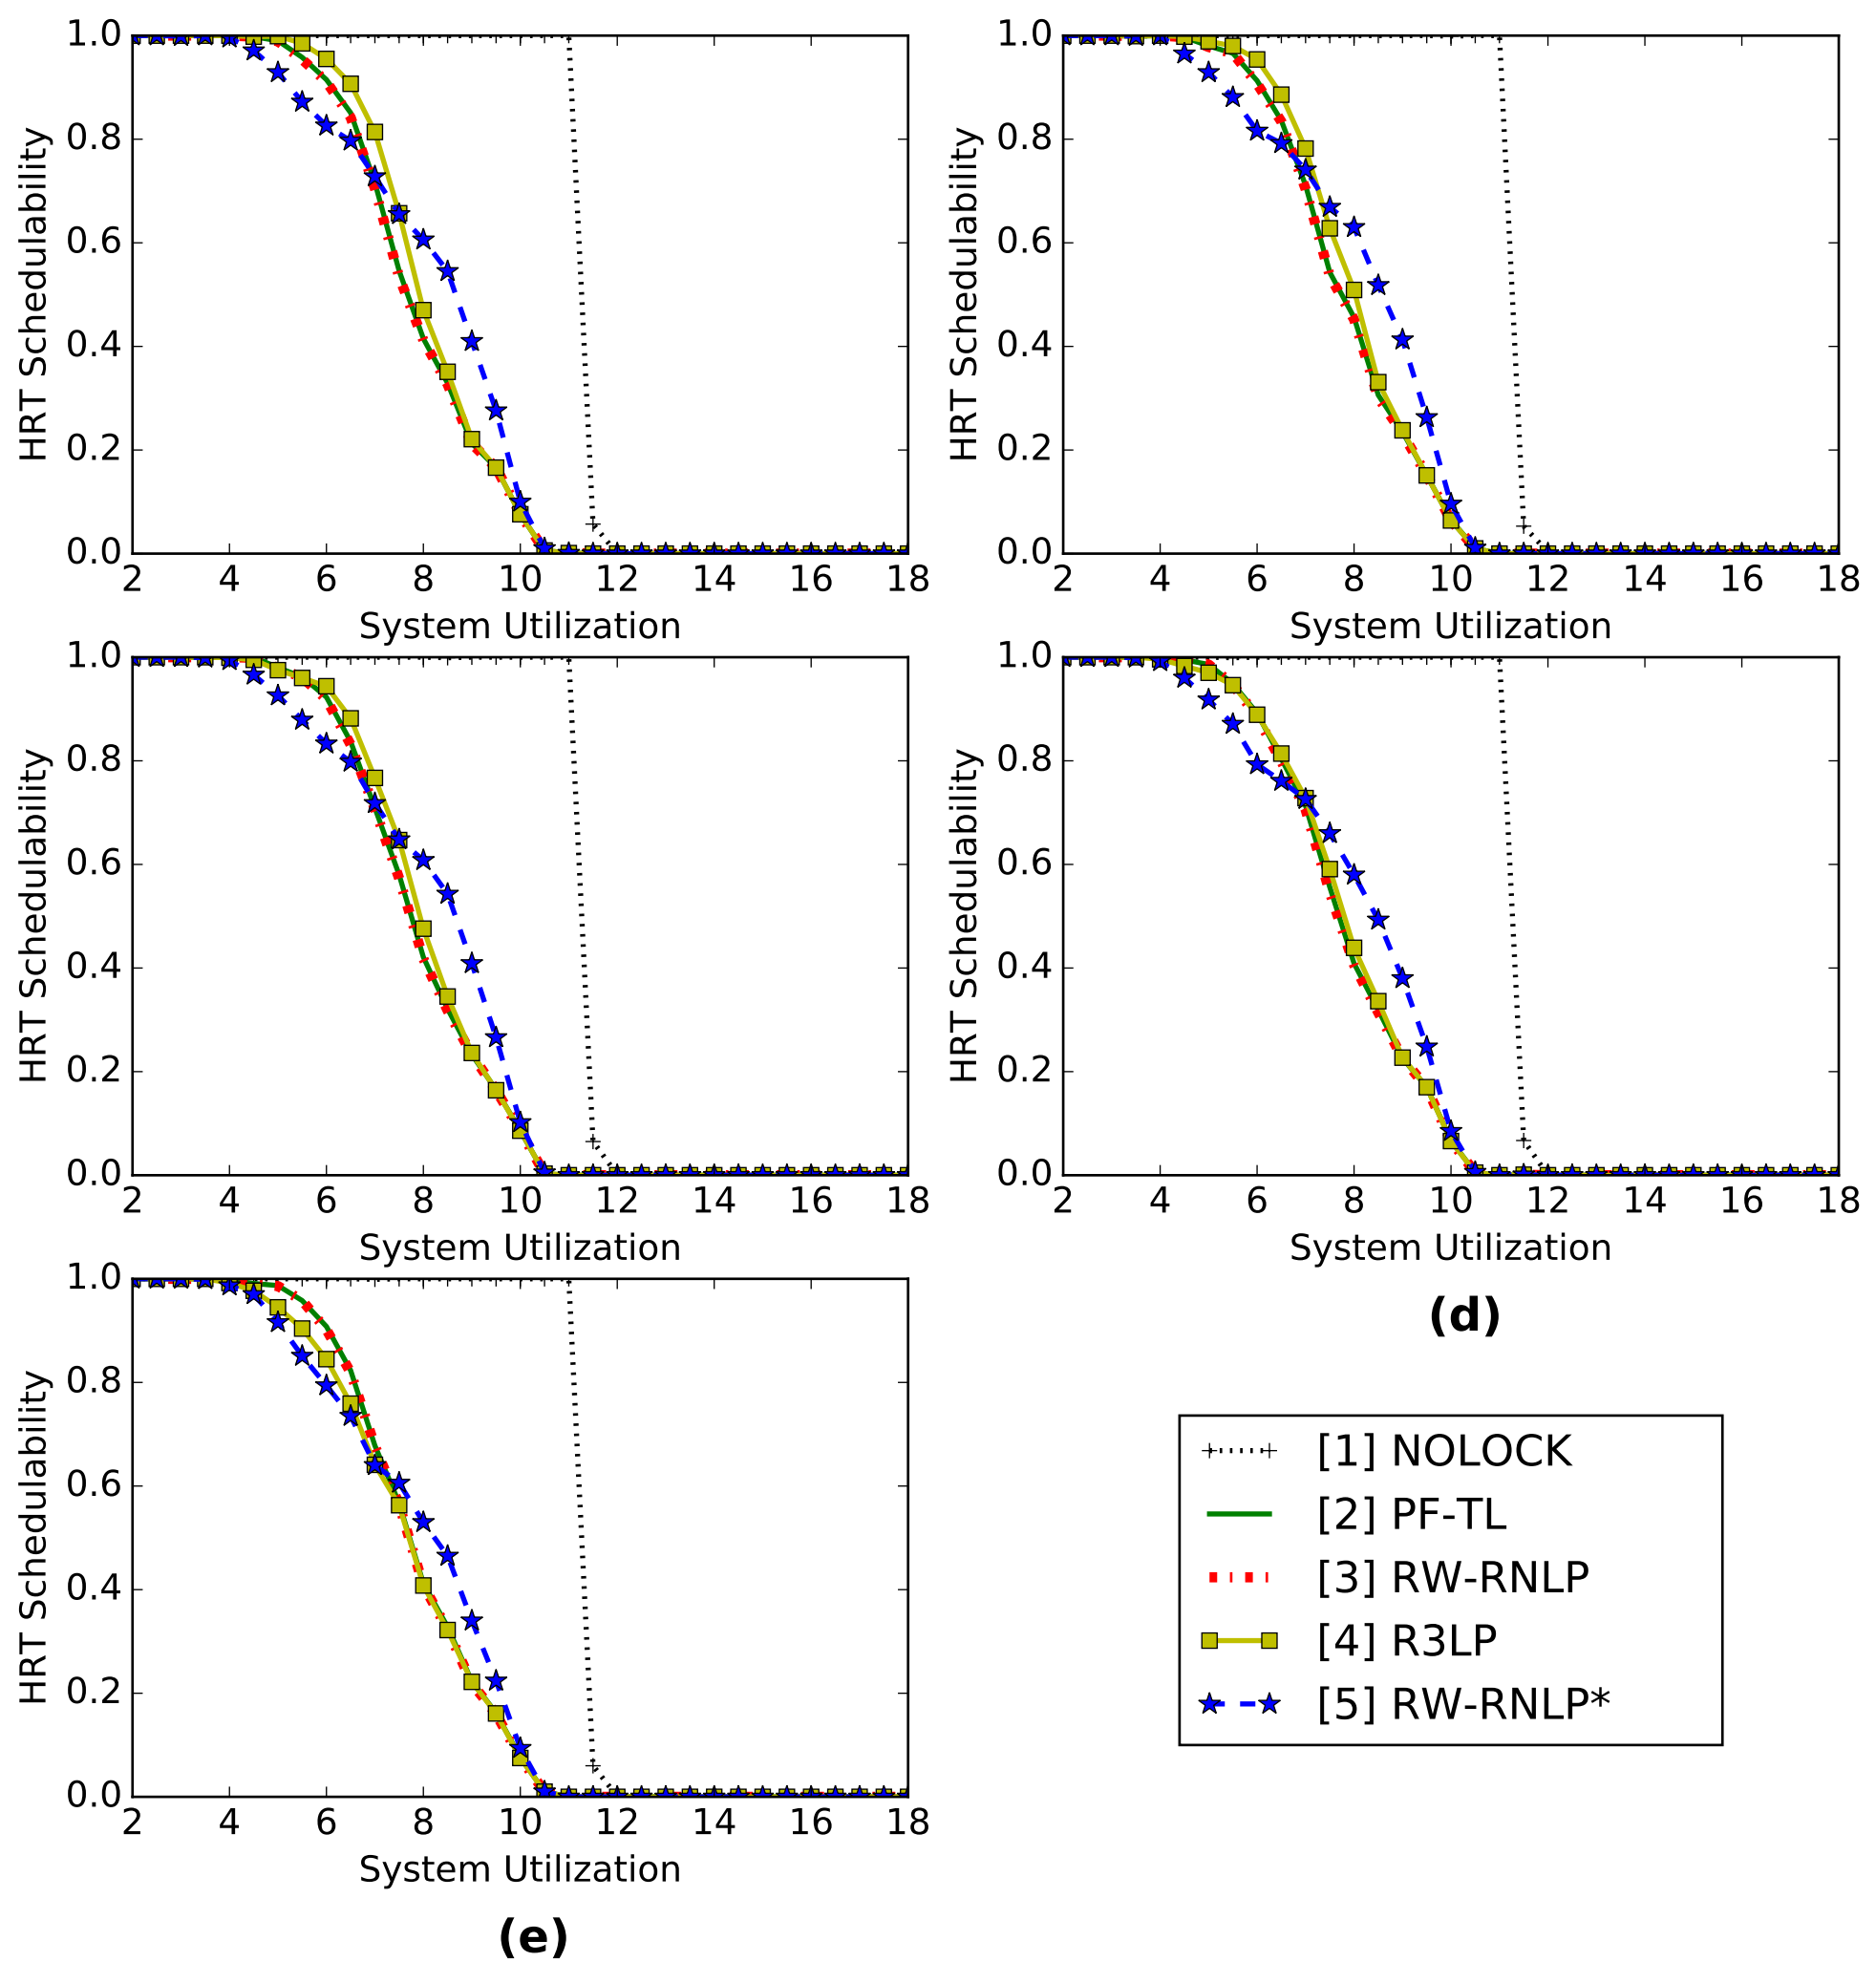 1.0
0.8
0.6
0.4
0.2
0.0
HRT Schedulability
2 4 6 8 10 12 14 16 18
System Utilization
1.0
0.8
0.6
0.4
0.2
0.0
HRT Schedulability
2 4 6 8 10 12 14 16 18
System Utilization
1.0
0.8
0.6
0.4
0.2
0.0
HRT Schedulability
2 4 6 8 10 12 14 16 18
System Utilization
1.0
0.8
0.6
0.4
0.2
0.0
HRT Schedulability
2 4 6 8 10 12 14 16 18
System Utilization
(d)
1.0
0.8
0.6
0.4
0.2
0.0
HRT Schedulability
2 4 6 8 10 12 14 16 18
System Utilization
(e)
[1] NOLOCK
[2] PF-TL
[3] RW-RNLP
[4] R3LP
[5] RW-RNLP*